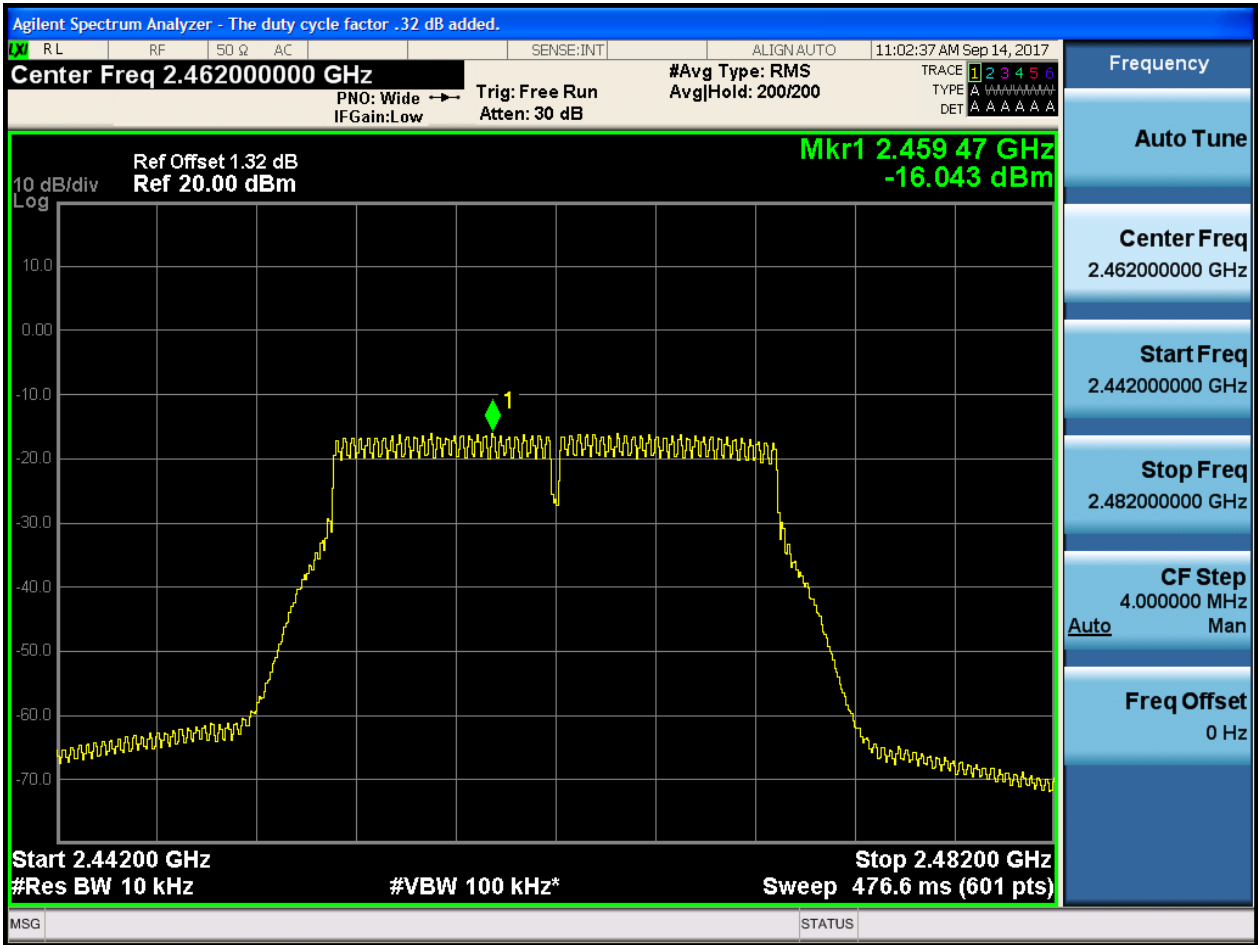 Agilent Spectrum Analyzer - The duty cycle factor .32 dB added.
LXI RL RF 50 Ω AC SENSE:INT ALIGN AUTO 11:02:37 AM Sep 14, 2017
Center Freq 2.462000000 GHz
PNO: Wide
IFGain:Low
Trig: Free Run
Atten: 30 dB
#Avg Type: RMS
Avg|Hold: 200/200
TRACE 1 2 3 4 5 6
TYPE A
DET A A A A A A
Mkr1 2.459 47 GHz
-16.043 dBm
Ref Offset 1.32 dB
10 dB/div Ref 20.00 dBm
Log
10.0
0.00
-10.0
-20.0
-30.0
-40.0
-50.0
-60.0
-70.0
1
Start 2.44200 GHz Stop 2.48200 GHz
#Res BW 10 kHz #VBW 100 kHz* Sweep 476.6 ms (601 pts)
MSG STATUS
Frequency
Auto Tune
Center Freq
2.462000000 GHz
Start Freq
2.442000000 GHz
Stop Freq
2.482000000 GHz
CF Step
4.000000 MHz
Auto Man
Freq Offset
0 Hz